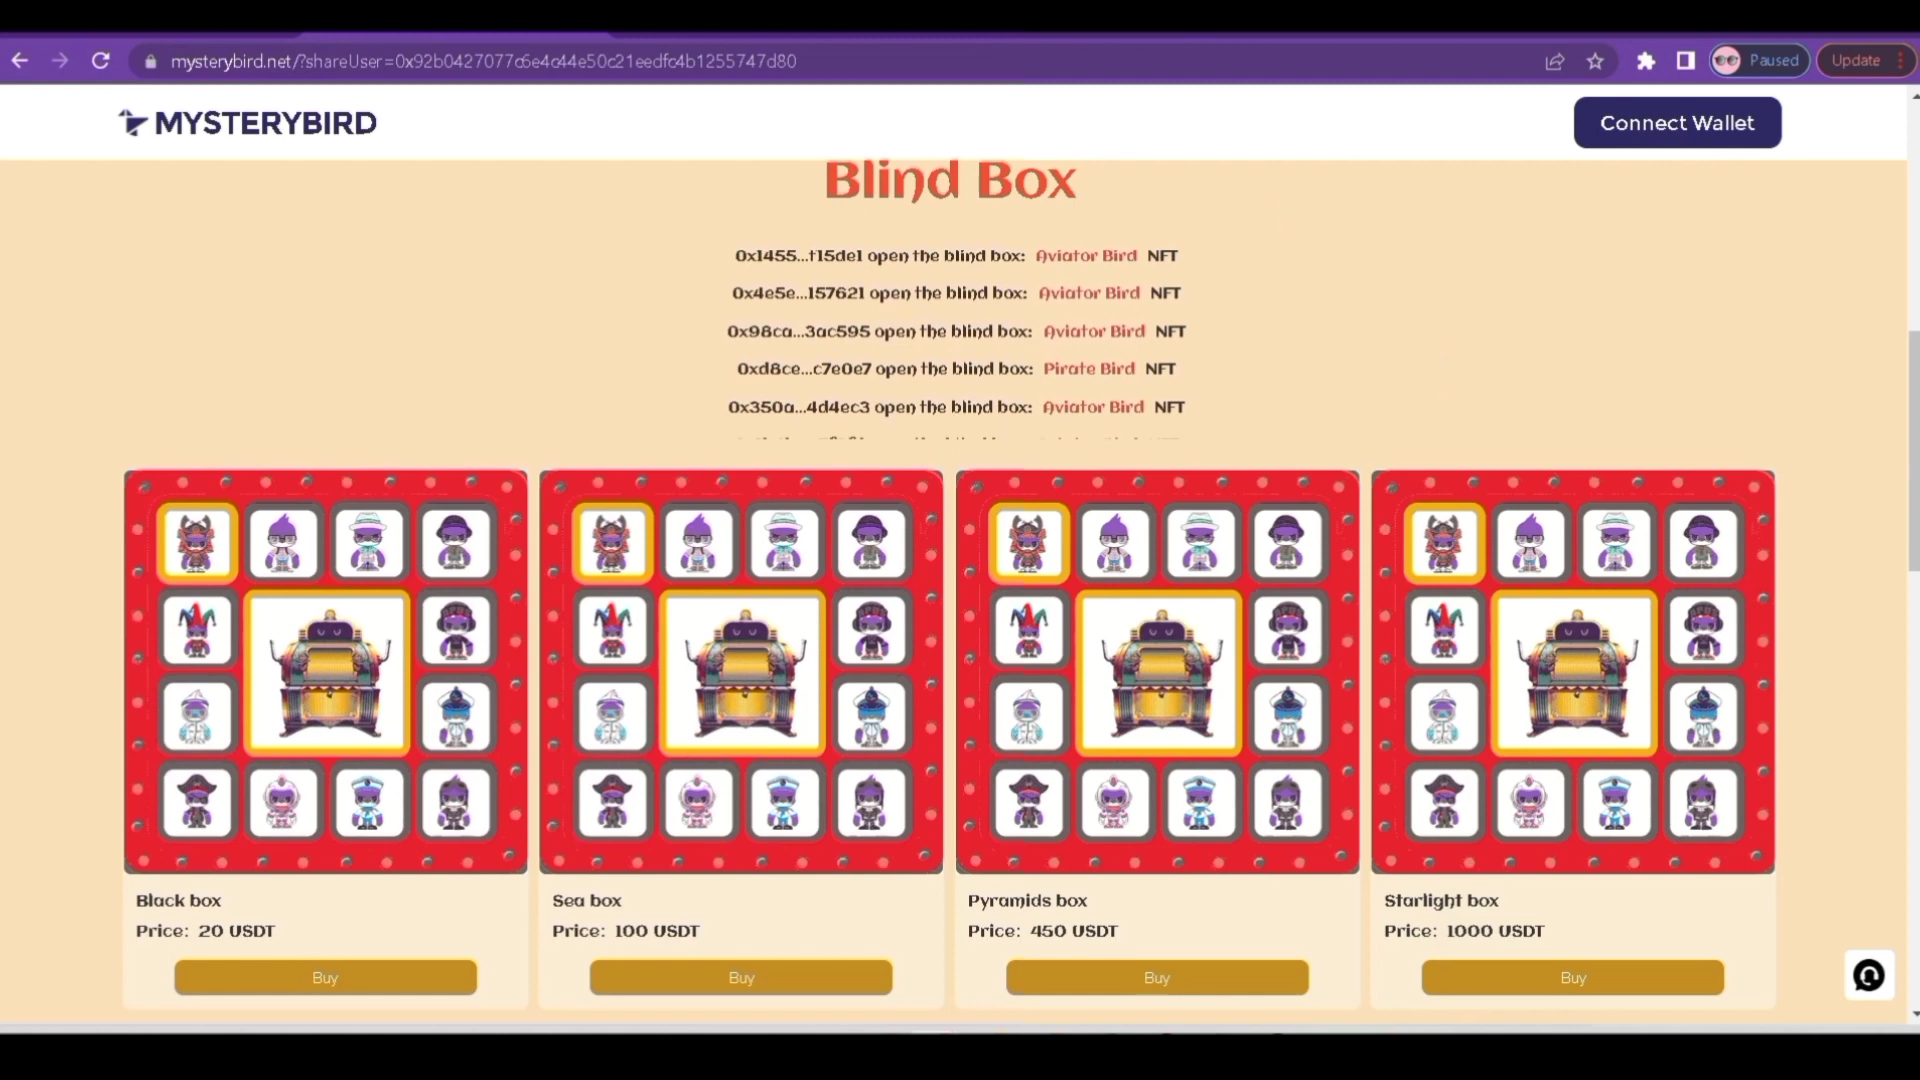 mysterybird.net/?shareUser=0x92b0427077c6e4c44e50c21eedfc4b1255747d80
Paused
Update
MYSTERYBIRD
Connect Wallet
Blind Box
0x1455...f15de1 open the blind box: Aviator Bird NFT
0x4e5e...157621 open the blind box: Aviator Bird NFT
0x98ca...3ac595 open the blind box: Aviator Bird NFT
0xd8ce...c7e0e7 open the blind box: Pirate Bird NFT
0x350a...4d4ec3 open the blind box: Aviator Bird NFT
Black box
Price: 20 USDT
Buy
Sea box
Price: 100 USDT
Buy
Pyramids box
Price: 450 USDT
Buy
Starlight box
Price: 1000 USDT
Buy